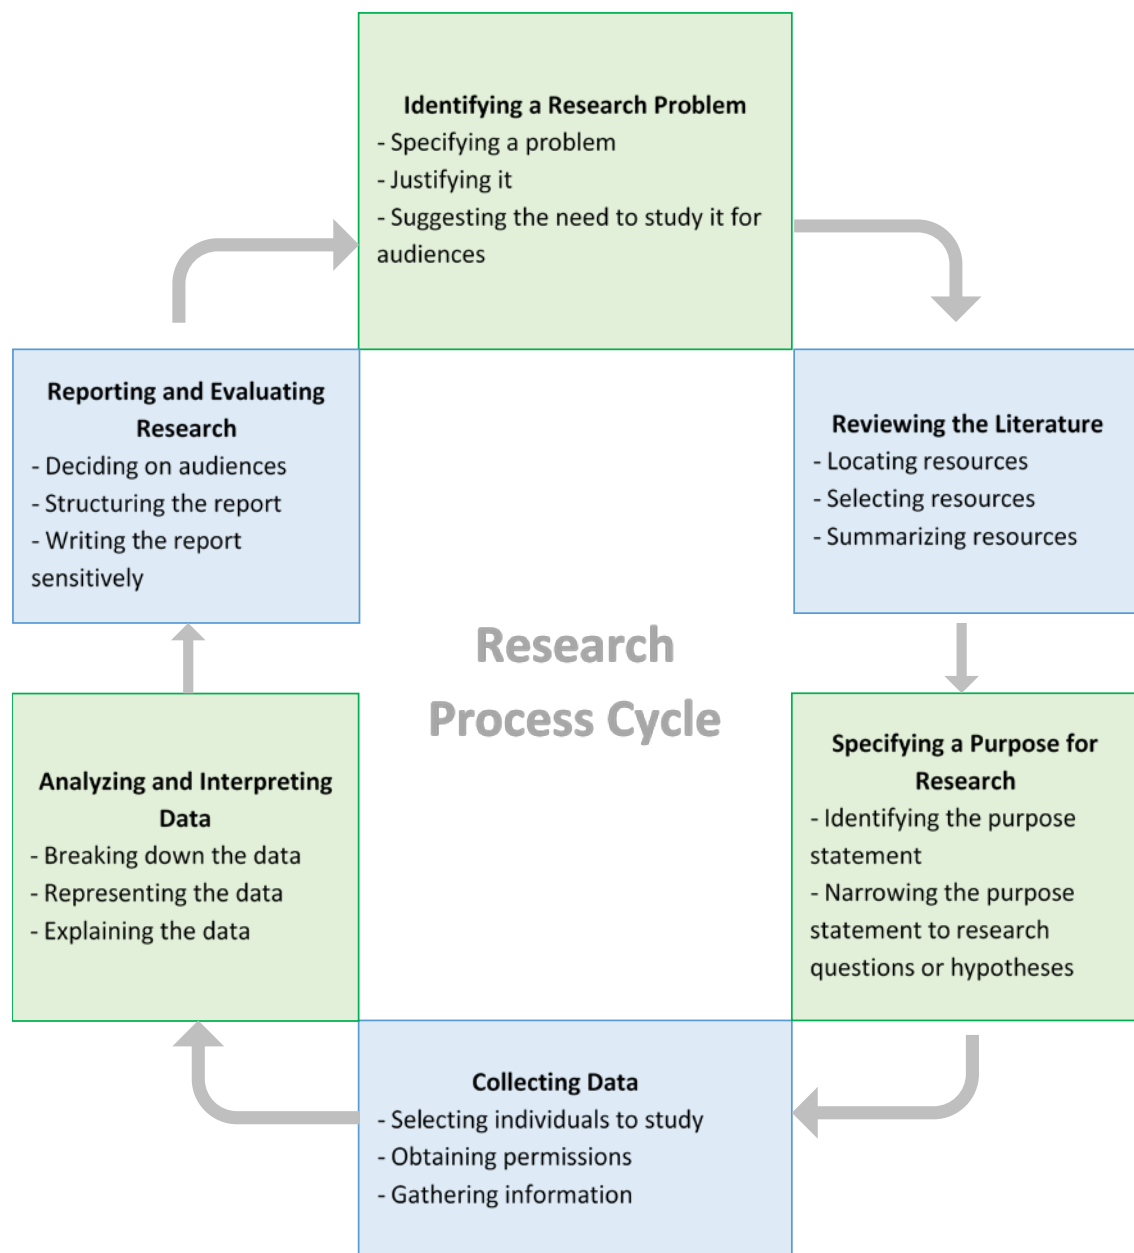 Identifying a Research Problem
- Specifying a problem
- Justifying it
- Suggesting the need to study it for
audiences
Reviewing the Literature
- Locating resources
- Selecting resources
- Summarizing resources
Specifying a Purpose for
Research
- Identifying the purpose
statement
- Narrowing the purpose
statement to research
questions or hypotheses
Collecting Data
- Selecting individuals to study
- Obtaining permissions
- Gathering information
Analyzing and Interpreting
Data
- Breaking down the data
- Representing the data
- Explaining the data
Reporting and Evaluating
Research
- Deciding on audiences
- Structuring the report
- Writing the report
sensitively
Research
Process Cycle